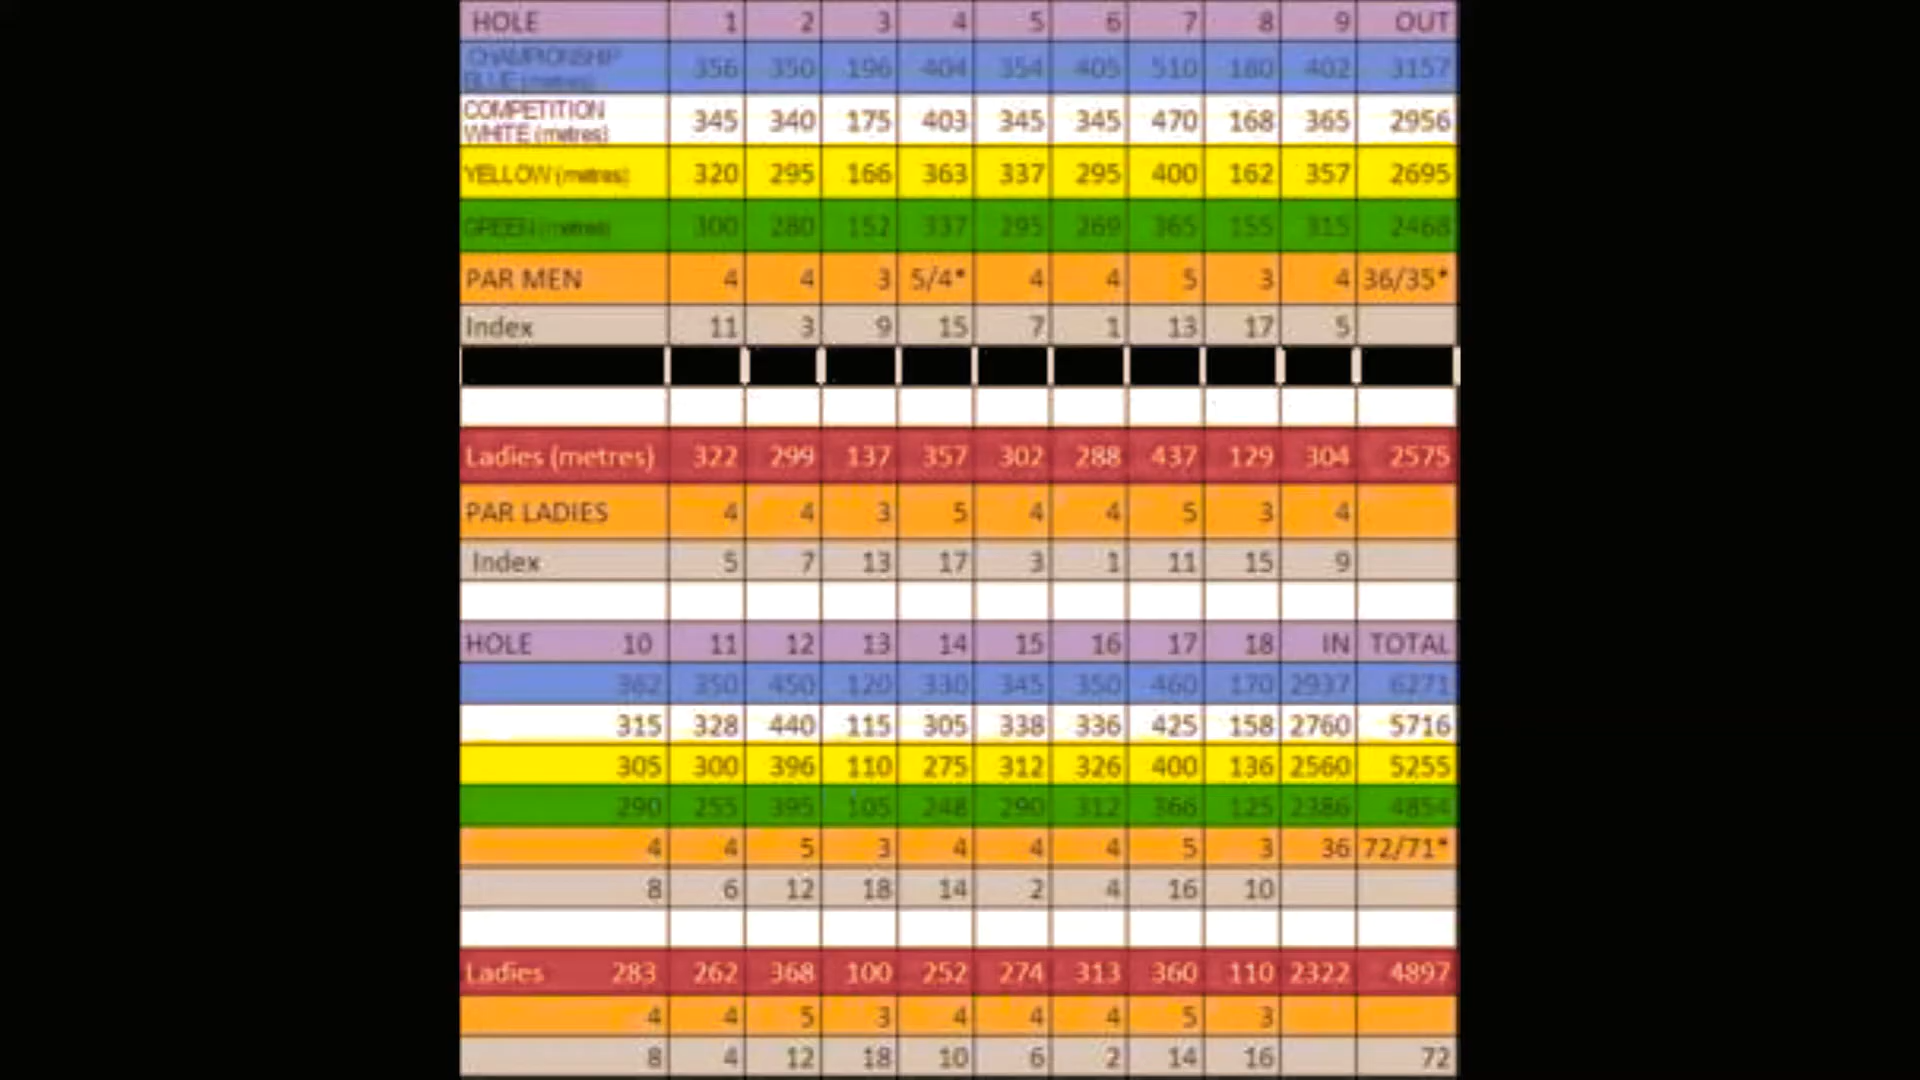 HOLE 1 2 3 4 5 6 7 8 9 OUT
CHAMPIONSHIP
BLUE (metres) 356 350 196 404 354 405 510 180 402 3157
COMPETITION
WHITE (metres) 345 340 175 403 345 345 470 168 365 2956
YELLOW (metres) 320 295 166 363 337 295 400 162 357 2695
GREEN (metres) 300 280 152 337 295 269 365 155 315 2468
PAR MEN 4 4 3 5/4* 4 4 5 3 4 36/35*
Index 11 3 9 15 7 1 13 17 5
Ladies (metres) 322 299 137 357 302 288 437 129 304 2575
PAR LADIES 4 4 3 5 4 4 5 3 4
Index 5 7 13 17 3 1 11 15 9
HOLE 10 11 12 13 14 15 16 17 18 IN TOTAL
362 350 450 120 330 345 350 460 170 2937 6271
315 328 440 115 305 338 336 425 158 2760 5716
305 300 396 110 275 312 326 400 136 2560 5255
290 255 395 105 248 290 312 366 125 2386 4854
4 4 5 3 4 4 4 5 3 36 72/71*
8 6 12 18 14 2 4 16 10
Ladies 283 262 368 100 252 274 313 360 110 2322 4897
4 4 5 3 4 4 4 5 3
8 4 12 18 10 6 2 14 16 72